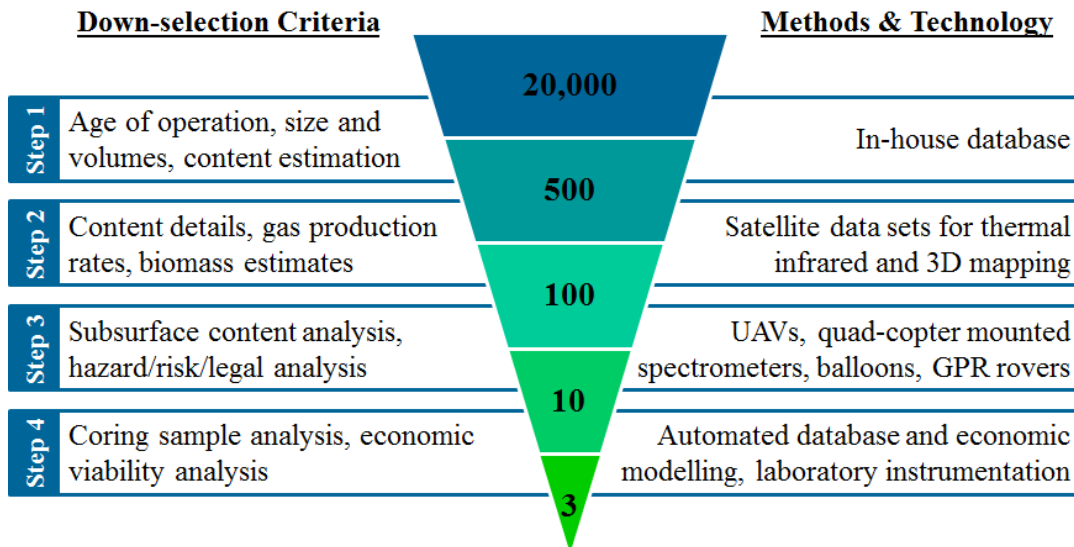 Down-selection Criteria
Methods & Technology
20,000
Step 1
Age of operation, size and
volumes, content estimation
In-house database
500
Step 2
Content details, gas production
rates, biomass estimates
Satellite data sets for thermal
infrared and 3D mapping
100
Step 3
Subsurface content analysis,
hazard/risk/legal analysis
UAVs, quad-copter mounted
spectrometers, balloons, GPR rovers
10
Step 4
Coring sample analysis, economic
viability analysis
Automated database and economic
modelling, laboratory instrumentation
3